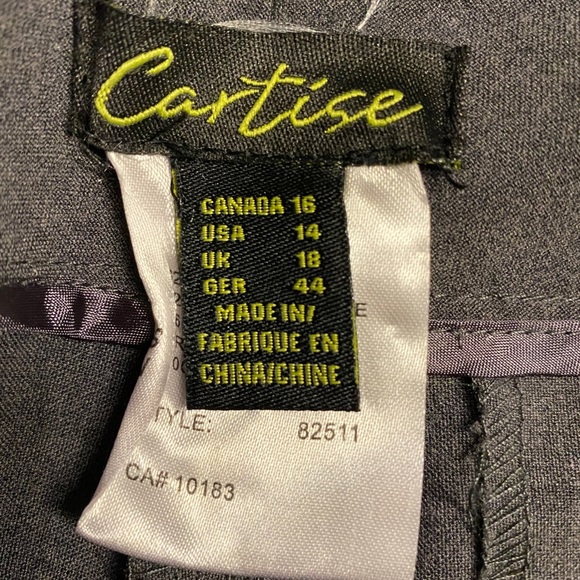 Cartise
CANADA 16
USA 14
UK 18
GER 44
MADE IN/
FABRIQUE EN
CHINA/CHINE
TYLE: 82511
CA# 10183